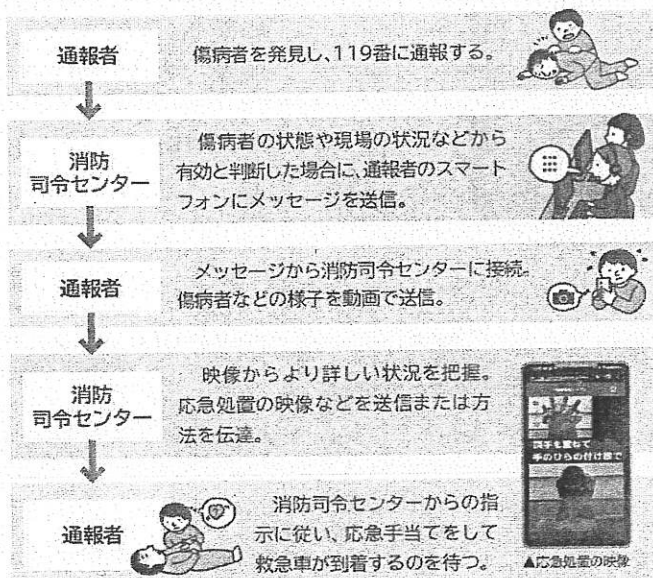 通報者
傷病者を発見し、119番に通報する。
消防
司令センター
傷病者の状態や現場の状況などから
有効と判断した場合に、通報者のスマート
フォンにメッセージを送信。
通報者
メッセージから消防司令センターに接続。
傷病者などの様子を動画で送信。
消防
司令センター
映像からより詳しい状況を把握。
応急処置の映像などを送信または方
法を伝達。
両手を重ねて
手のひらの付け根で
▲応急処置の映像
通報者
消防司令センターからの指
示に従い、応急手当てをして
救急車が到着するのを待つ。